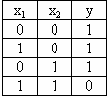 x₁ x₂ y
0 0 1
1 0 1
0 1 1
1 1 0